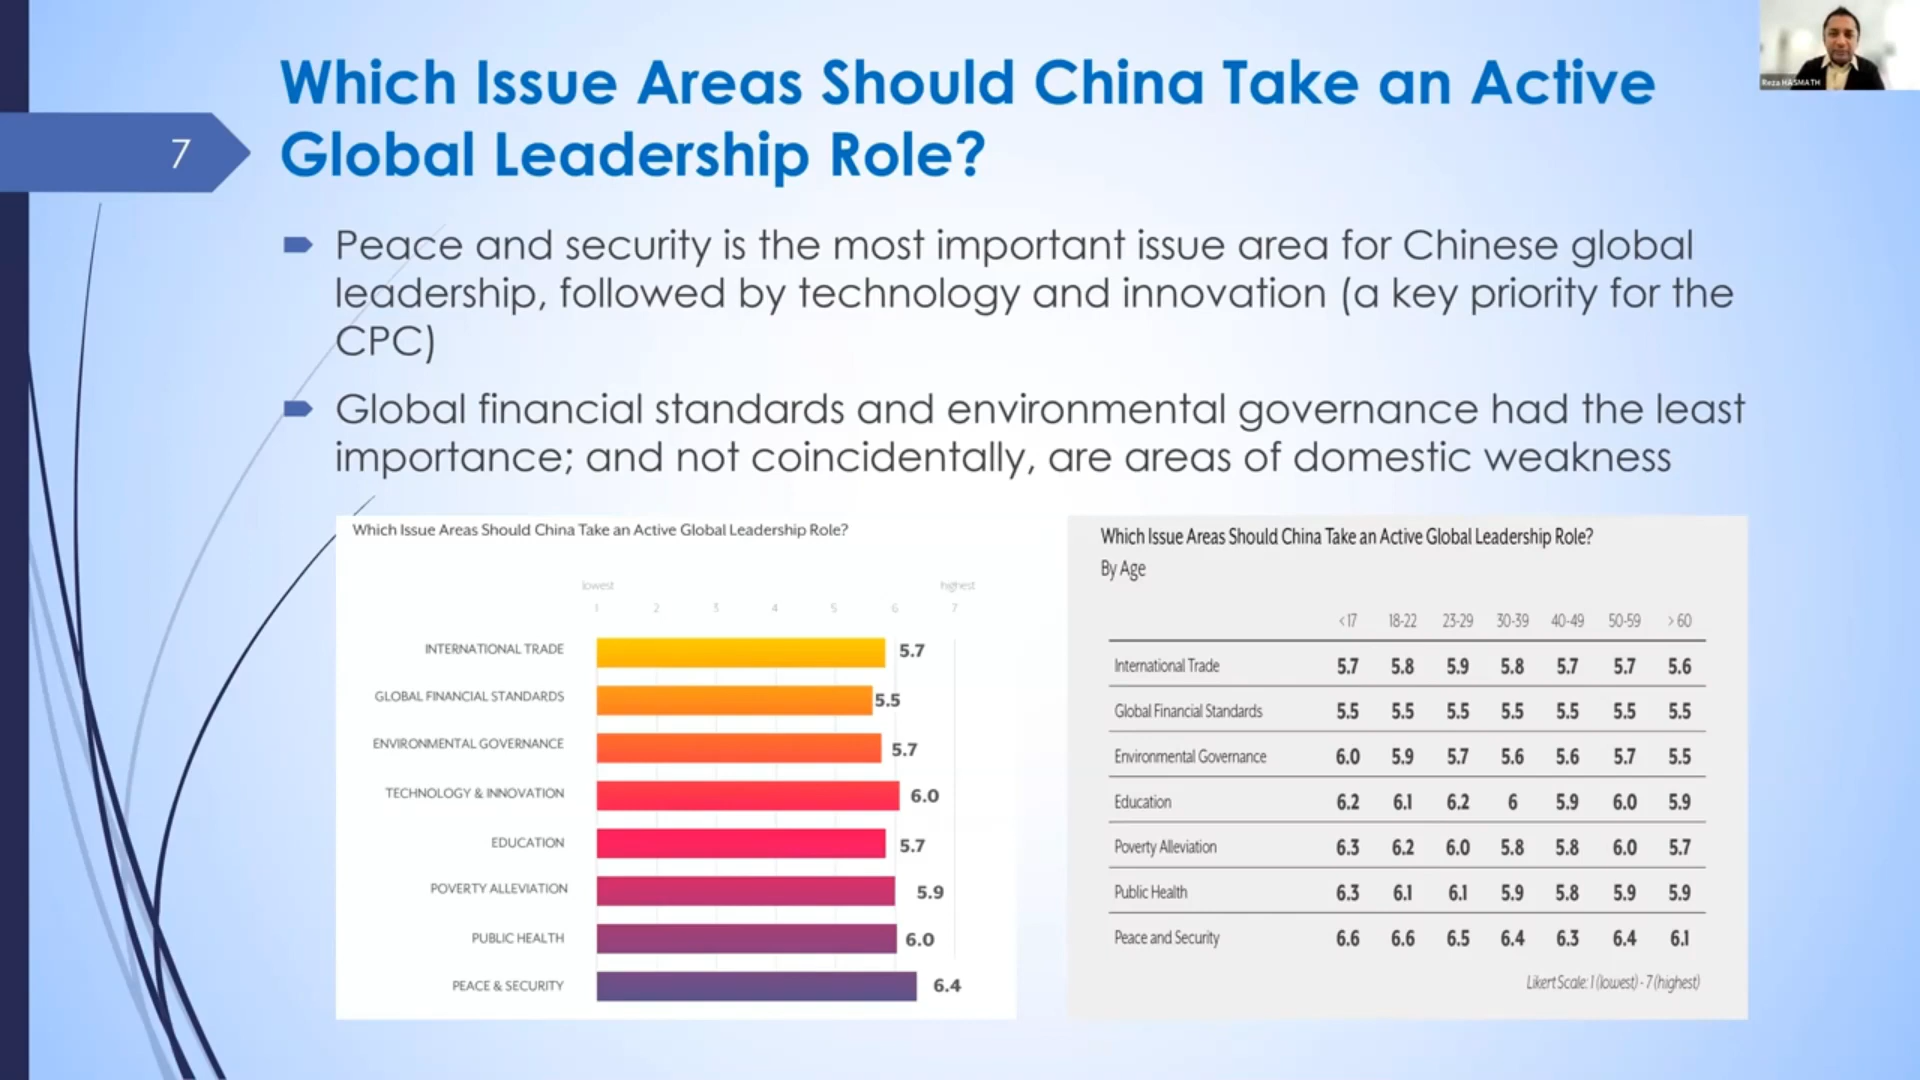 7
Which Issue Areas Should China Take an Active
Global Leadership Role?
Reza HASMATH
Peace and security is the most important issue area for Chinese global
leadership, followed by technology and innovation (a key priority for the
CPC)
Global financial standards and environmental governance had the least
importance; and not coincidentally, are areas of domestic weakness
Which Issue Areas Should China Take an Active Global Leadership Role?
lowest highest
1 2 3 4 5 6 7
INTERNATIONAL TRADE 5.7
GLOBAL FINANCIAL STANDARDS 5.5
ENVIRONMENTAL GOVERNANCE 5.7
TECHNOLOGY & INNOVATION 6.0
EDUCATION 5.7
POVERTY ALLEVIATION 5.9
PUBLIC HEALTH 6.0
PEACE & SECURITY 6.4
Which Issue Areas Should China Take an Active Global Leadership Role?
By Age
<17 18-22 23-29 30-39 40-49 50-59 >60
International Trade 5.7 5.8 5.9 5.8 5.7 5.7 5.6
Global Financial Standards 5.5 5.5 5.5 5.5 5.5 5.5 5.5
Environmental Governance 6.0 5.9 5.7 5.6 5.6 5.7 5.5
Education 6.2 6.1 6.2 6 5.9 6.0 5.9
Poverty Alleviation 6.3 6.2 6.0 5.8 5.8 6.0 5.7
Public Health 6.3 6.1 6.1 5.9 5.8 5.9 5.9
Peace and Security 6.6 6.6 6.5 6.4 6.3 6.4 6.1
Likert Scale: 1 (lowest) - 7 (highest)